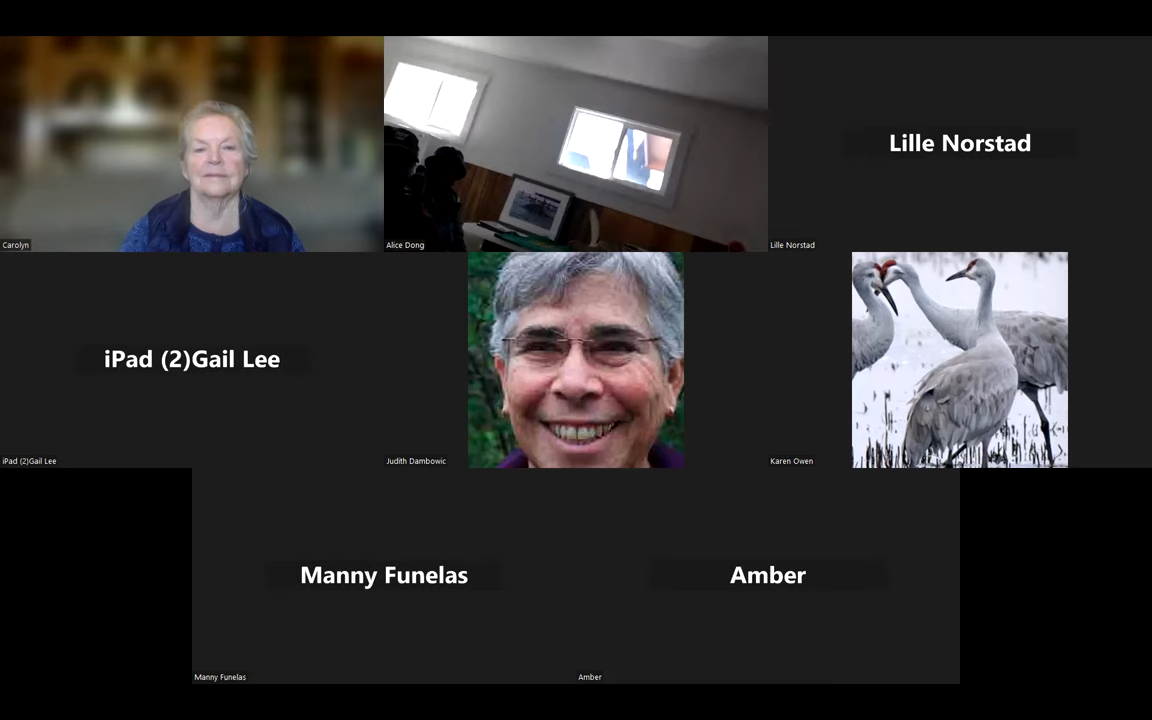 Carolyn
Alice Dong
Lille Norstad
Lille Norstad
iPad (2)Gail Lee
iPad (2)Gail Lee
Judith Dambowic
Karen Owen
Manny Funelas
Manny Funelas
Amber
Amber